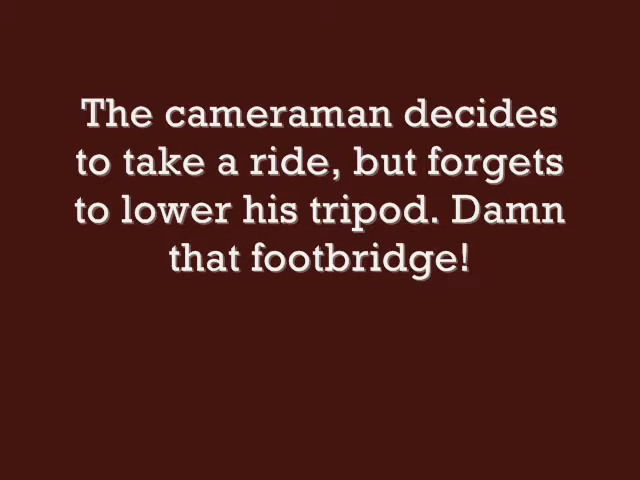 The cameraman decides
to take a ride, but forgets
to lower his tripod. Damn
that footbridge!